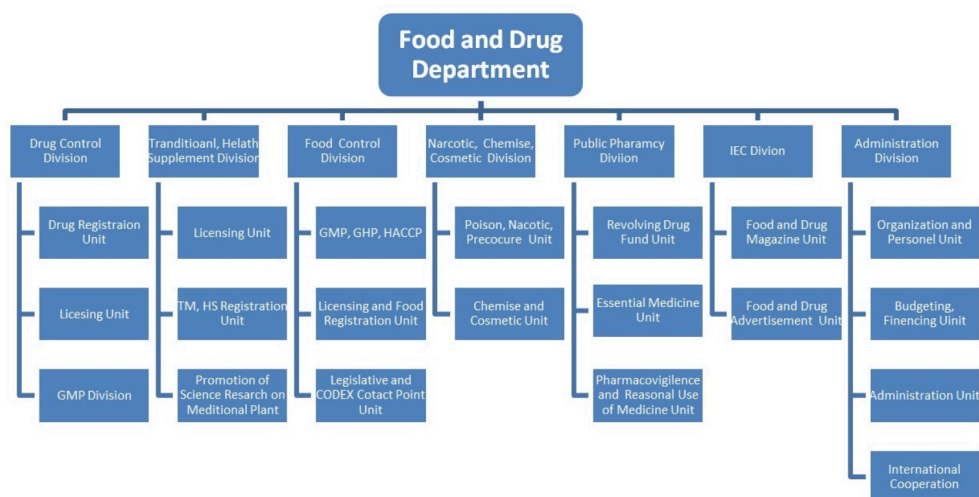 Food and Drug
Department
Drug Control
Division
Tranditioanl, Helath
Supplement Division
Food Control
Division
Narcotic, Chemise,
Cosmetic Division
Public Pharamcy
Diviion
IEC Divion
Administration
Division
Drug Registraion
Unit
Licensing Unit
GMP, GHP, HACCP
Poison, Nacotic,
Precocure Unit
Revolving Drug
Fund Unit
Food and Drug
Magazine Unit
Organization and
Personel Unit
Licesing Unit
TM, HS Registration
Unit
Licensing and Food
Registration Unit
Chemise and
Cosmetic Unit
Essential Medicine
Unit
Food and Drug
Advertisement Unit
Budgeting,
Financing Uinit
GMP Division
Promotion of
Science Resarch on
Meditional Plant
Legislative and
CODEX Cotact Point
Unit
Pharmacovigilence
and Reasonal Use
of Medicine Unit
Administration Unit
International
Cooperation